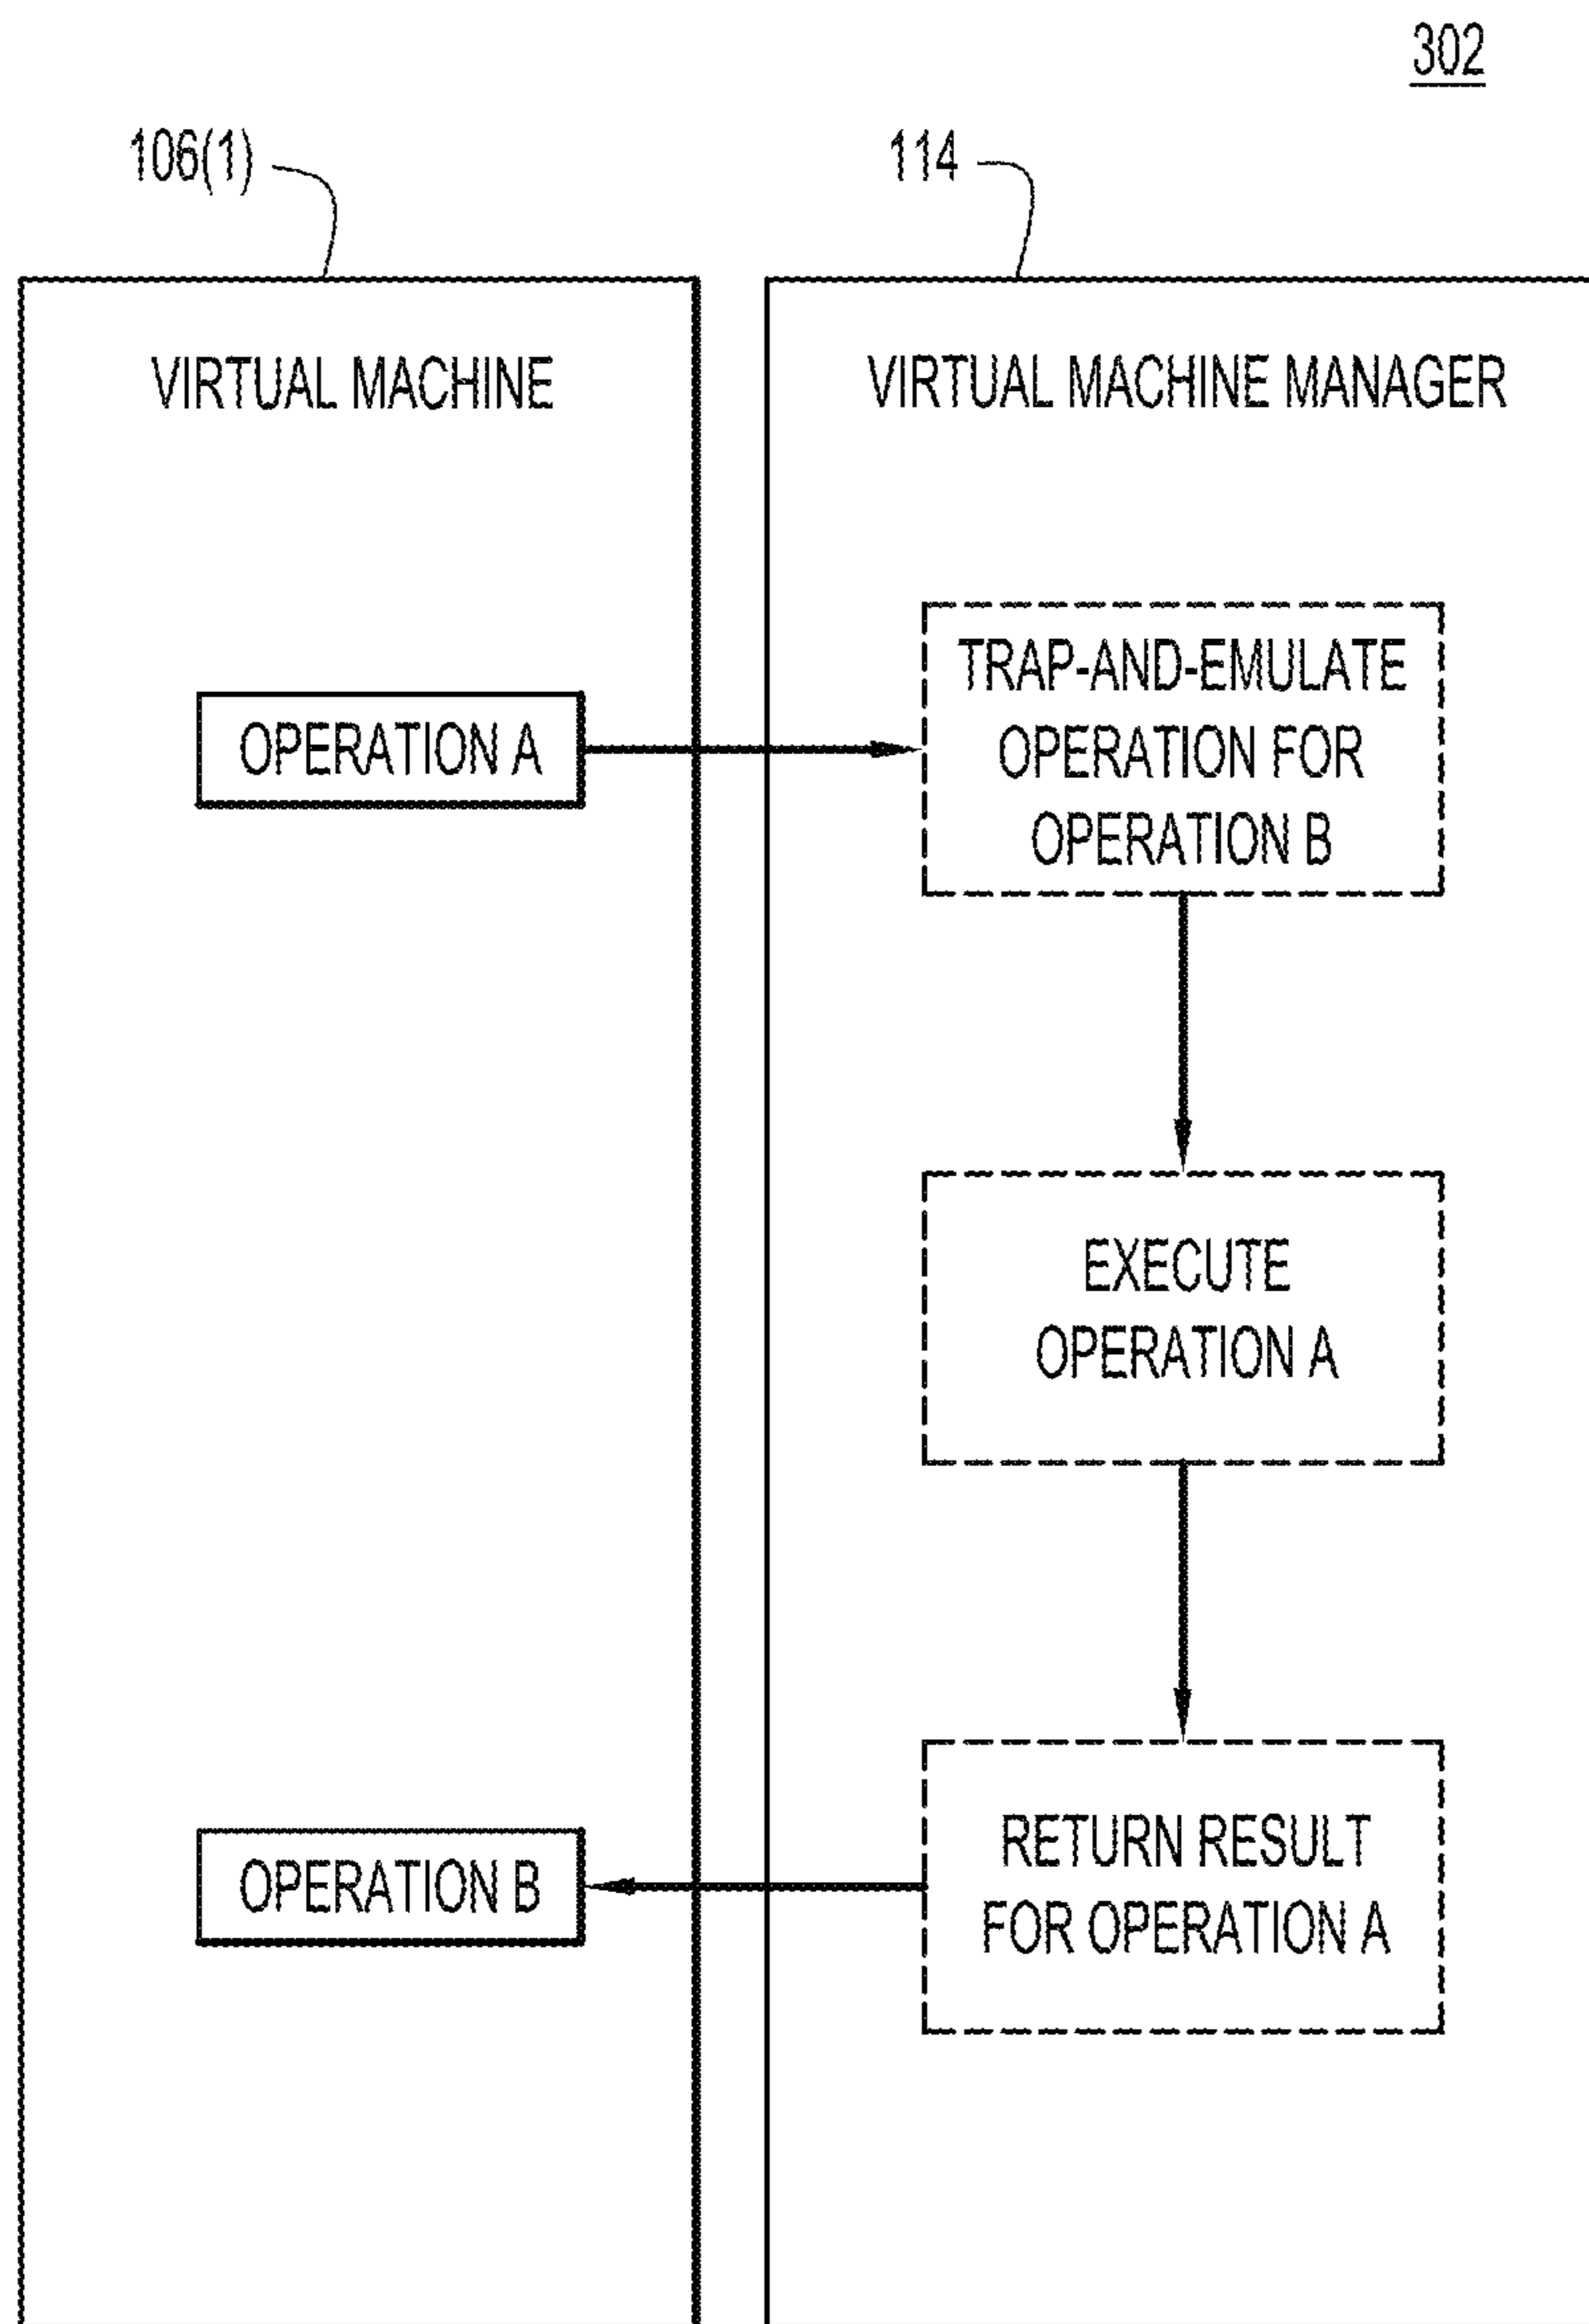 302
106(1)
114
VIRTUAL MACHINE
VIRTUAL MACHINE MANAGER
OPERATION A
TRAP-AND-EMULATE
OPERATION FOR
OPERATION B
EXECUTE
OPERATION A
OPERATION B
RETURN RESULT
FOR OPERATION A